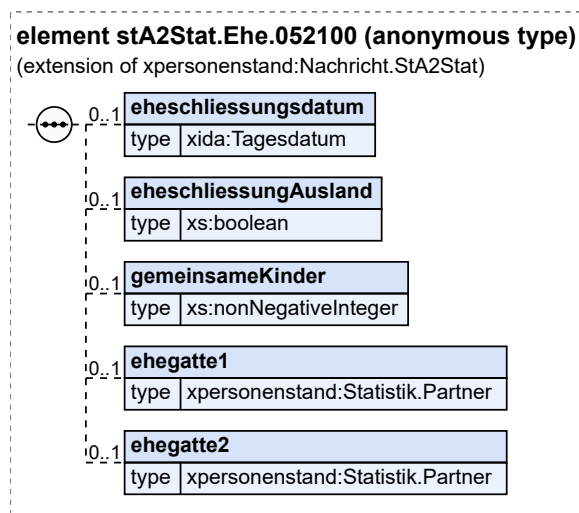 element stA2Stat.Ehe.052100 (anonymous type)
(extension of xpersonenstand:Nachricht.StA2Stat)
0..1 eheschliessungsdatum
type xida:Tagesdatum
0..1 eheschliessungAusland
type xs:boolean
0..1 gemeinsameKinder
type xs:nonNegativeInteger
0..1 ehegatte1
type xpersonenstand:Statistik.Partner
0..1 ehegatte2
type xpersonenstand:Statistik.Partner